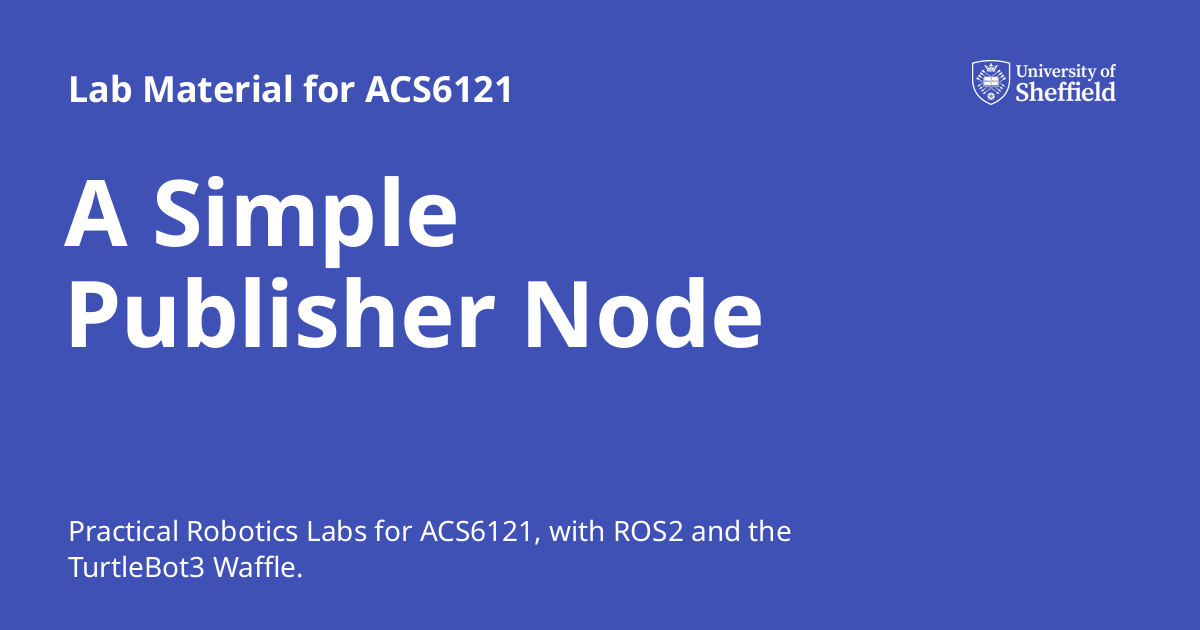 Lab Material for ACS6121
University of
Sheffield
A Simple
Publisher Node
Practical Robotics Labs for ACS6121, with ROS2 and the
TurtleBot3 Waffle.